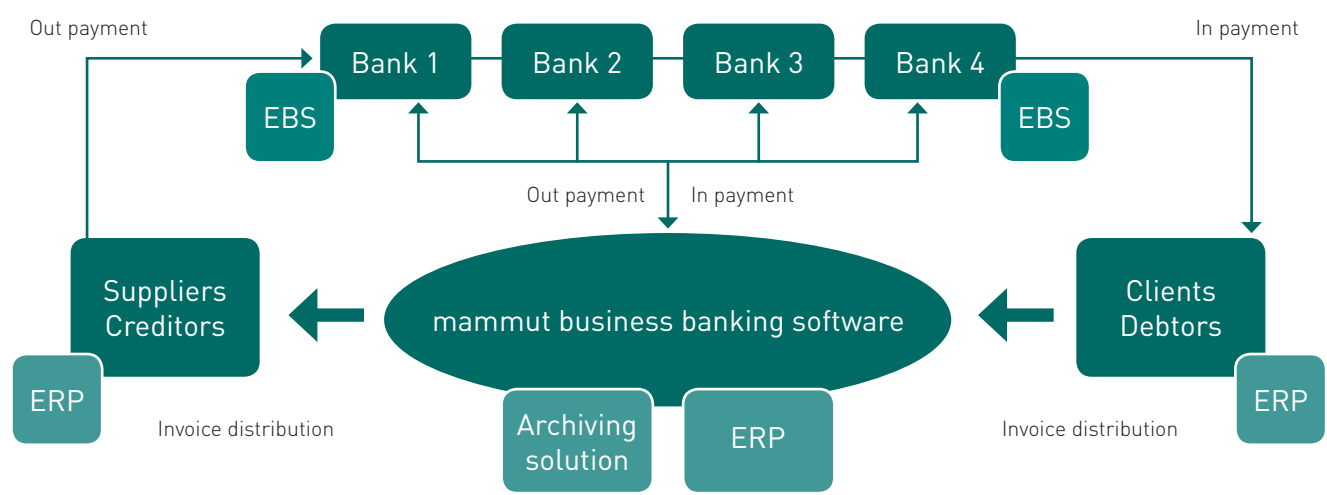 Out payment
In payment
Bank 1
Bank 2
Bank 3
Bank 4
EBS
EBS
Out payment
In payment
Suppliers
Creditors
mammut business banking software
Clients
Debtors
ERP
Invoice distribution
Archiving
solution
ERP
Invoice distribution
ERP